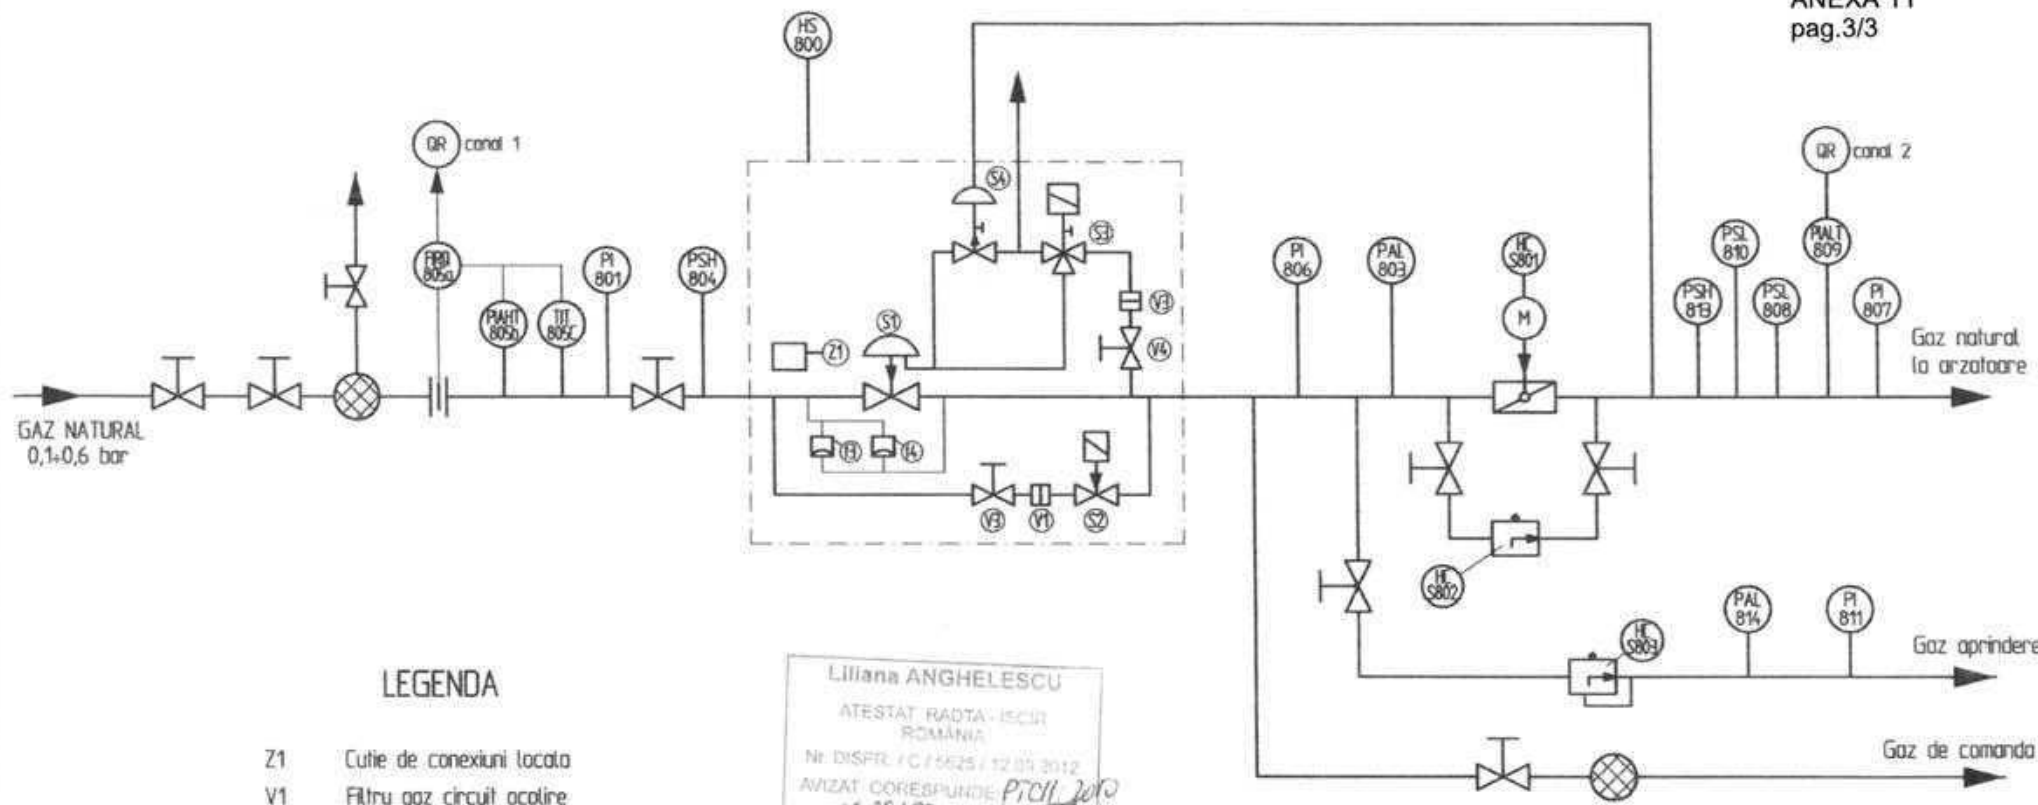 ANEXA 11
pag.3/3
HS
800
QR
canal 1
QR
canal 2
S4
S3
805a
PIAHT
805b
TIT
805C
PI
801
PSH
804
S1
Z1
V3
V4
PI
806
PAL
803
HC
S801
M
PSH
813
PSL
810
PSL
808
PIALT
809
PI
807
GAZ NATURAL
0,1÷0,6 bar
Gaz natural
la arzatoare
13
14
V3
V1
S2
HC
S802
HC
S803
PAL
814
PI
811
Gaz aprindere
Gaz de comanda
LEGENDA
Z1 Cutie de conexiuni locala
V1 Filtru gaz circuit ocolire
Liliana ANGHELESCU
ATESTAT RADTA - ISCIR
ROMÂNIA
AVIZAT CORESPUNDE